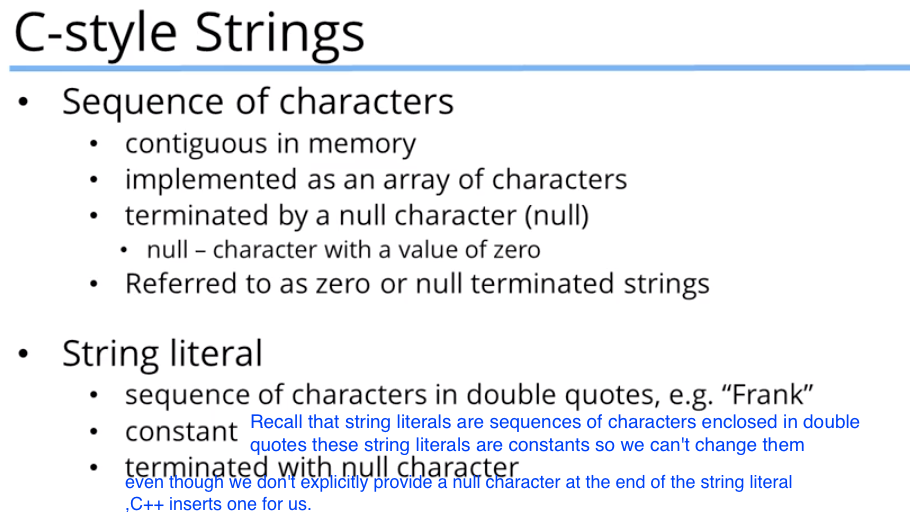 C-style Strings
• Sequence of characters
• contiguous in memory
• implemented as an array of characters
• terminated by a null character (null)
• null – character with a value of zero
• Referred to as zero or null terminated strings
• String literal
• sequence of characters in double quotes, e.g. “Frank”
• constant
Recall that string literals are sequences of characters enclosed in double
quotes these string literals are constants so we can't change them
• terminated with null character
even though we don't explicitly provide a null character at the end of the string literal
,C++ inserts one for us.